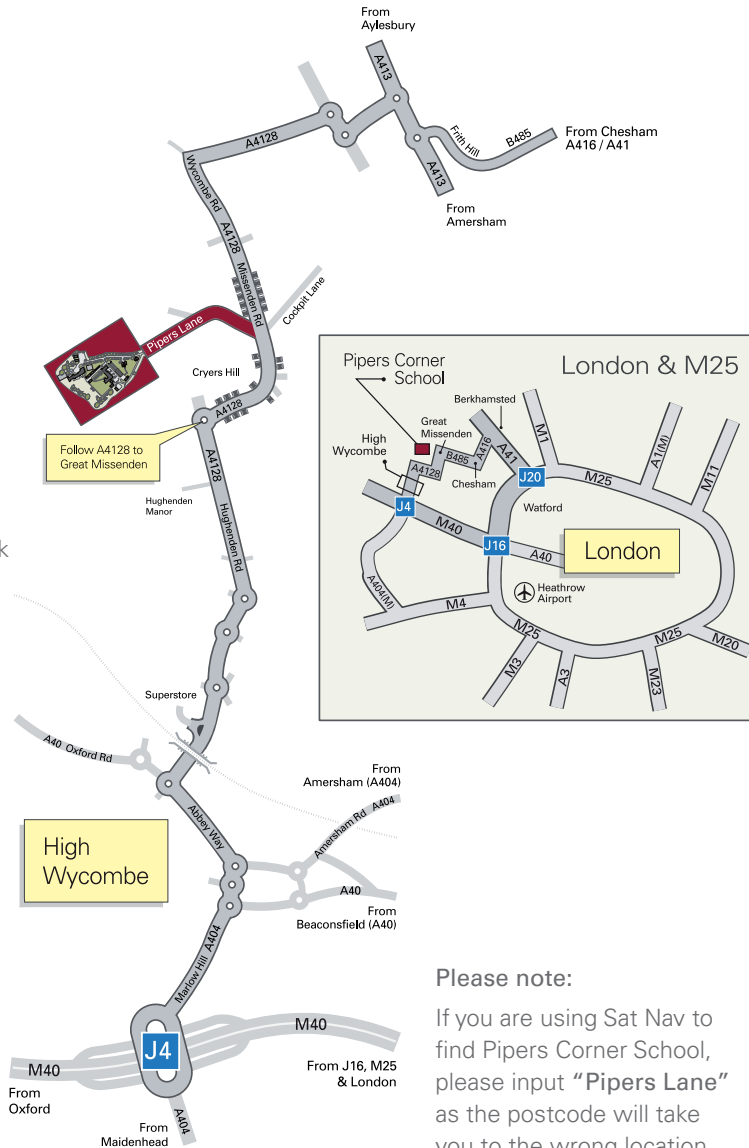 From
Aylesbury
A413
A4128
Frith Hill
B485
From Chesham
A416 / A41
A413
From
Amersham
Wycombe Rd
A4128
Missenden Rd
Cockpit Lane
Pipers Lane
Cryers Hill
A4128
Follow A4128 to
Great Missenden
A4128
Hughenden
Manor
Hughenden Rd
k
Superstore
A40 Oxford Rd
Abbey Way
From
Amersham (A404)
Amersham Rd A404
High
Wycombe
A40
From
Beaconsfield (A40)
Marlow Hill A404
J4
M40
M40
From
Oxford
From J16, M25
& London
A404
From
Maidenhead
London & M25
Pipers Corner
School
Berkhamsted
Great
Missenden
High
Wycombe
A416
A41
M1
A1(M)
M11
B485
A4128
Chesham
J20
M25
Watford
J4
M40
J16
A40
London
A404(M)
Heathrow
Airport
M4
M25
M25
M20
M3
A3
M23
Please note:
If you are using Sat Nav to
find Pipers Corner School,
please input “Pipers Lane”
as the postcode will take
you to the wrong location